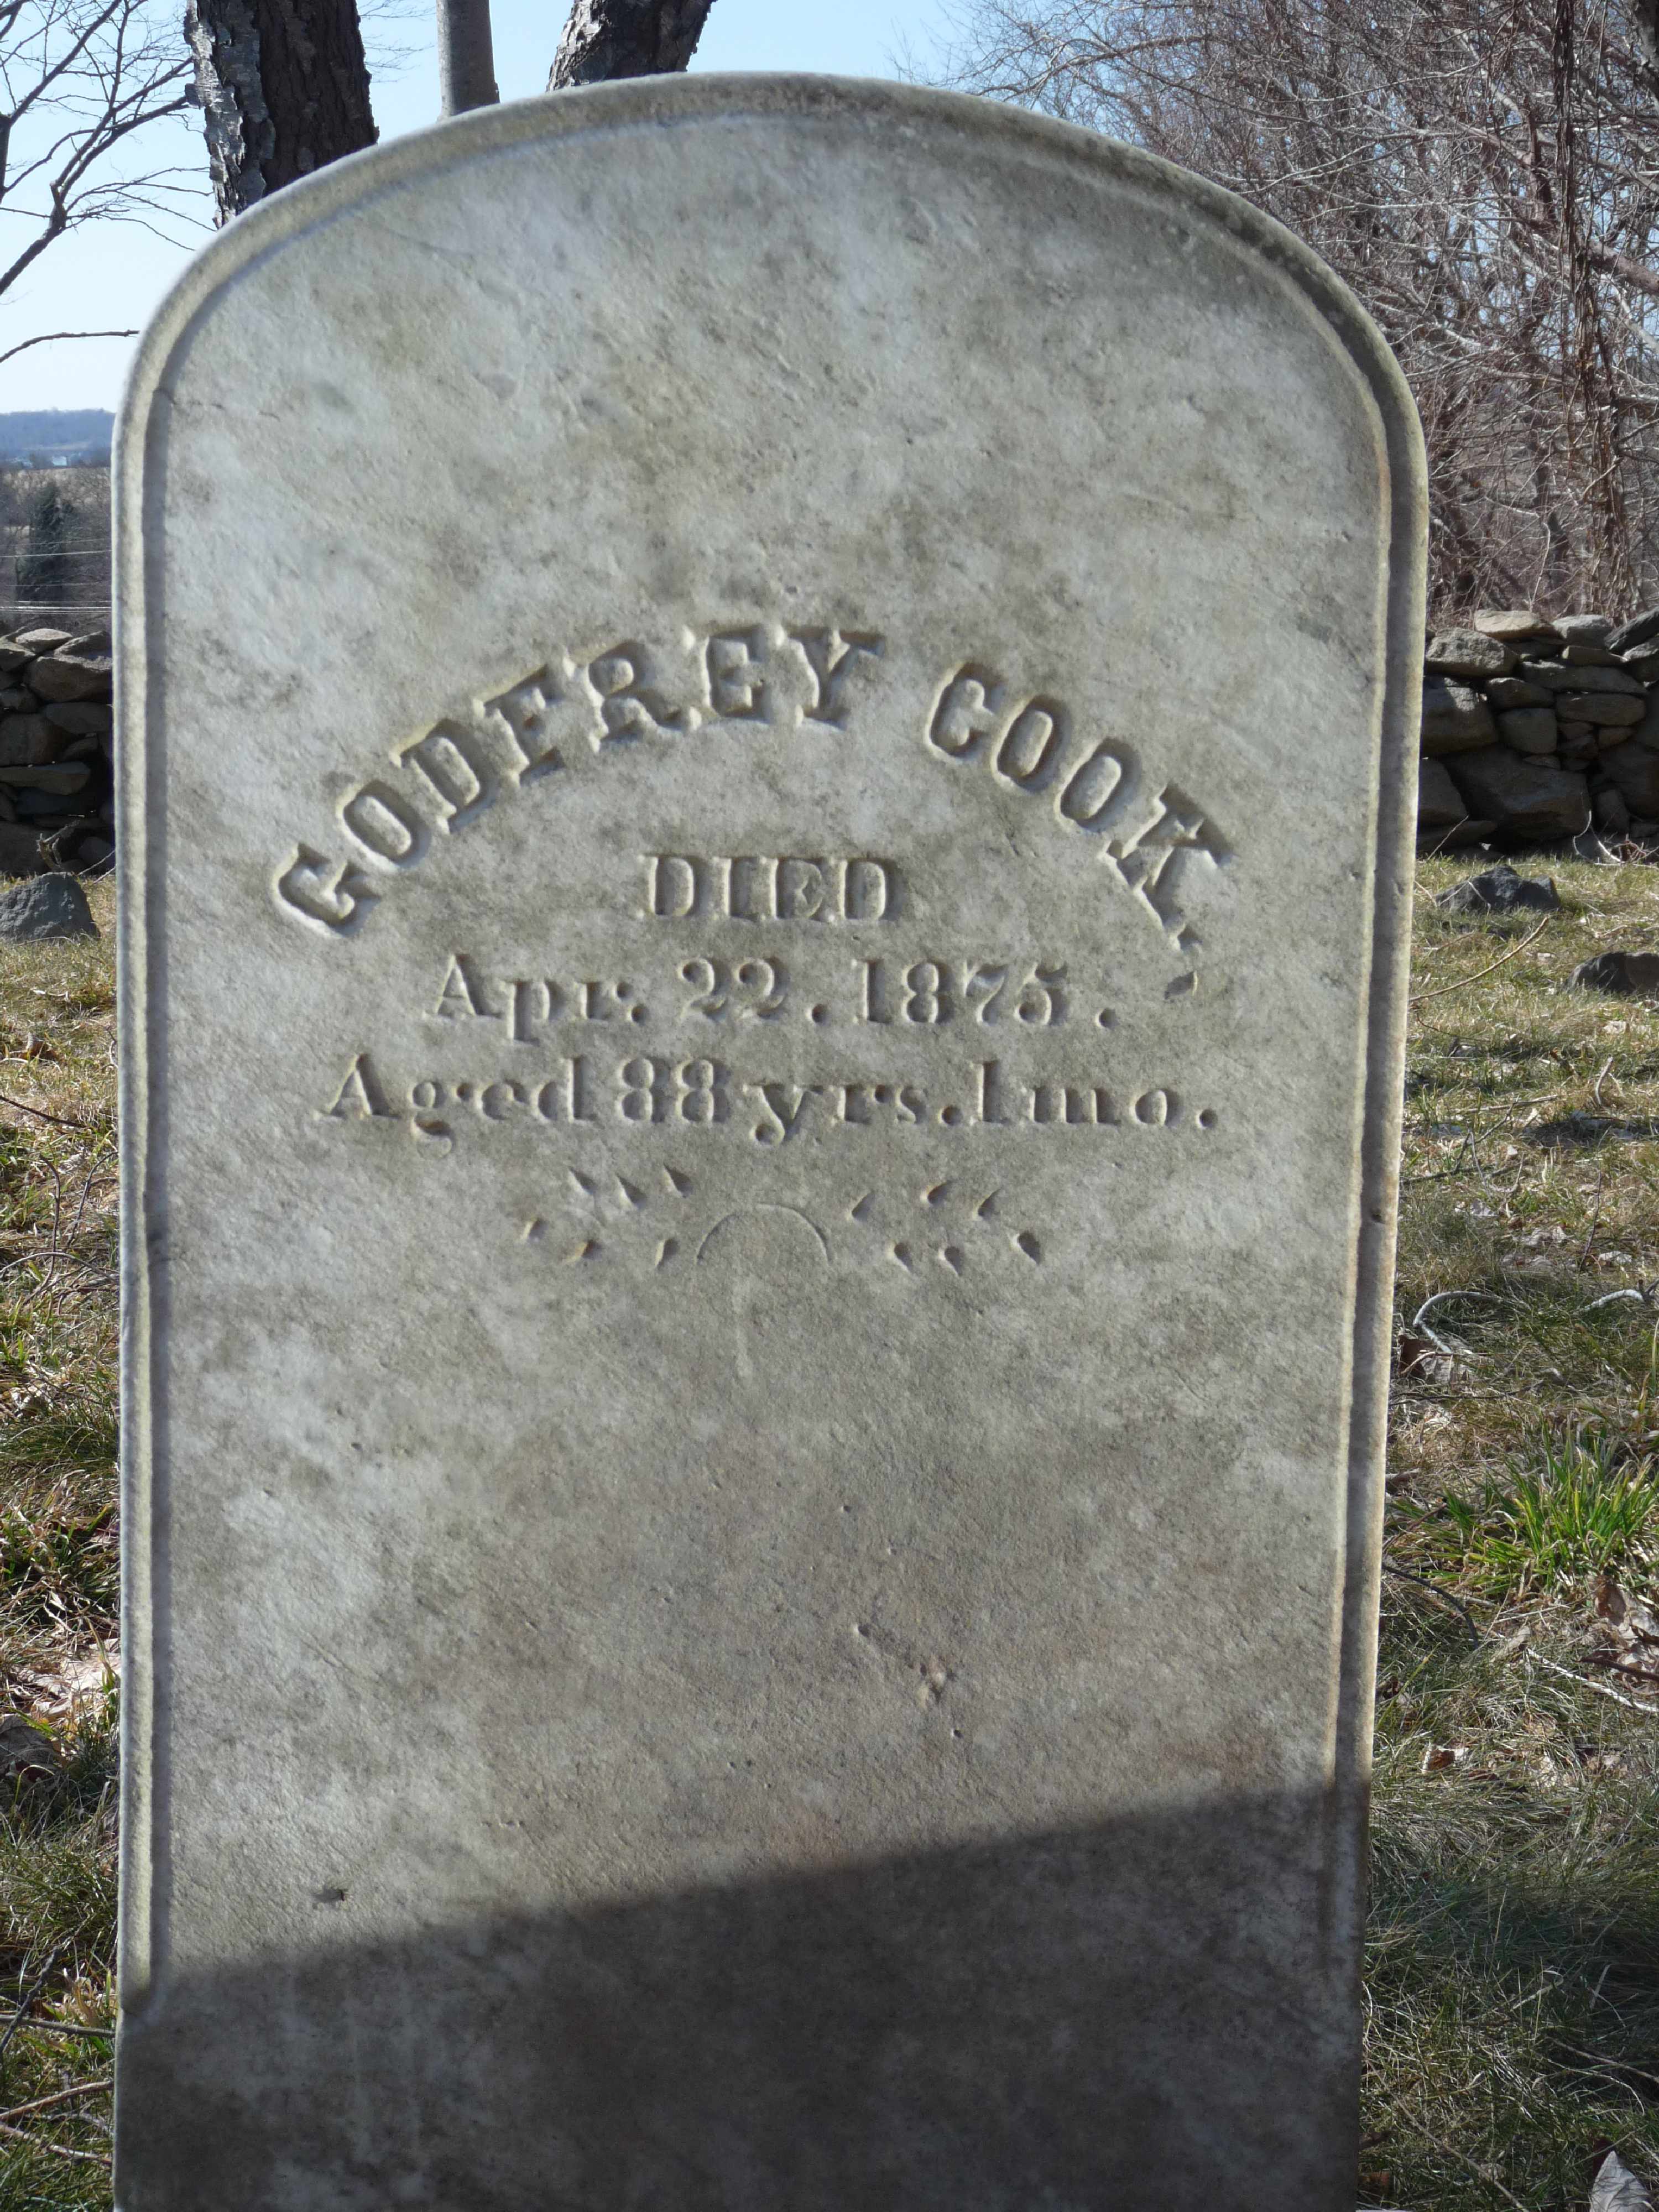 GODFREY COOK,
DIED
Apr. 22. 1875.
Aged 88 yrs. 1 mo.